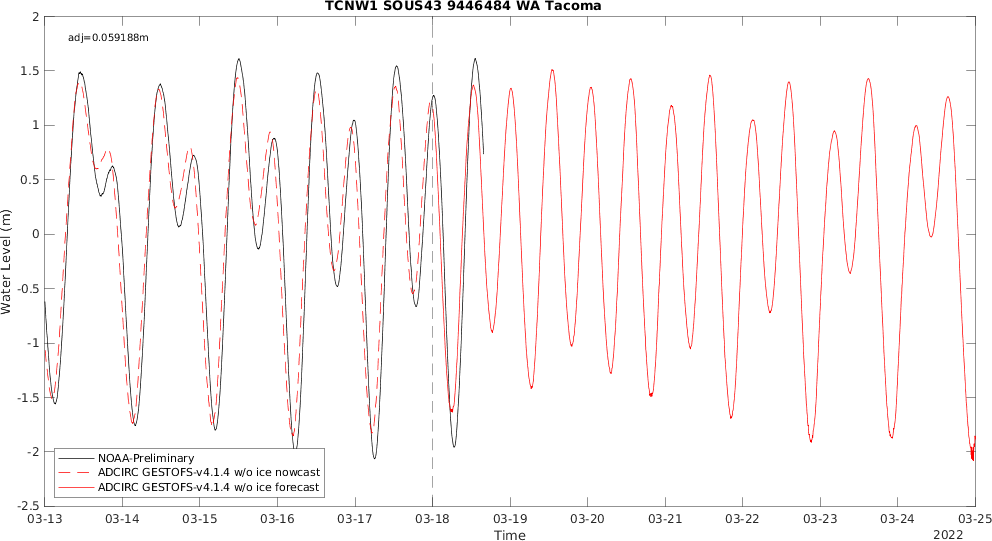 TCNW1 SOUS43 9446484 WA Tacoma
adj=0.059188m
2
1.5
1
0.5
0
-0.5
-1
-1.5
-2
-2.5
Water Level (m)
NOAA-Preliminary
ADCIRC GESTOFS-v4.1.4 w/o ice nowcast
ADCIRC GESTOFS-v4.1.4 w/o ice forecast
03-13 03-14 03-15 03-16 03-17 03-18 03-19 03-20 03-21 03-22 03-23 03-24 03-25
Time
2022